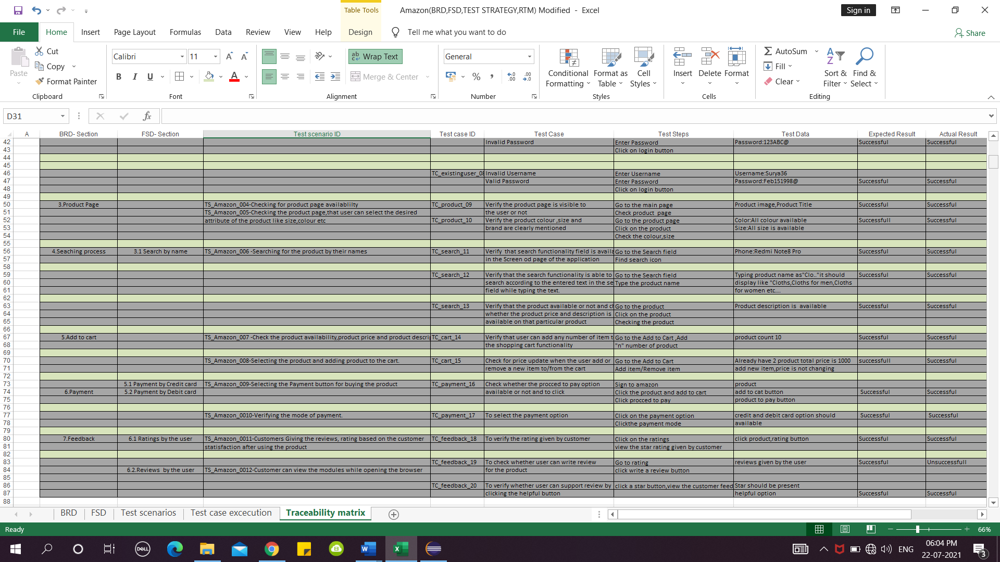 Table Tools
Amazon(BRD,FSD,TEST STRATEGY,RTM) Modified - Excel
Sign in
File Home Insert Page Layout Formulas Data Review View Help Design Tell me what you want to do Share
Paste
Cut
Copy
Format Painter
Clipboard
Calibri 11
B I U
Font
Wrap Text
Merge & Center
Alignment
General
Number
Conditional Formatting
Format as Table
Cell Styles
Styles
Insert Delete Format
Cells
AutoSum
Fill
Clear
Sort & Filter
Find & Select
Editing
D31
fx
A BRD- Section FSD- Section Test scenario ID Test case ID Test Case Test Steps Test Data Expected Result Actual Result
42 Invalid Password Enter Password Password:123ABC@ Successful Successful
43 Click on login button
44
45
46 TC_existinguser_08 Invalid Username Enter Username Username:Surya36
47 Valid Password Enter Password Password:Feb151998@ Successful Successful
48 Click on login button
49
50 3.Product Page TS_Amazon_004-Checking for product page availablilty TC_product_09 Verify the product page is visible to Go to the main page Product image,Product Title Successful Successful
51 TS_Amazon_005-Checking the product page,that user can select the desired the user or not Check product page
52 attribute of the product like size,colour etc TC_product_10 Verify the product colour ,size and Go to the product page Color:All colour available Successfull Successful
53 brand are clearly mentioned Click on the product Size:All size is available
54 Check the colour,size
55
56 4.Seaching process 3.1 Search by name TS_Amazon_006 -Searching for the product by their names TC_search_11 Verify that search functionality field is availa Go to the Search field Phone:Redmi Note8 Pro Successful Successful
57 in the Screen od page of the application Find search icon
58
59 TC_search_12 Verify that the search functionality is able to Go to the Search field Typing product name as"Clo.."it should Successful Successful
60 search according to the entered text in the se Type the product name display like "Cloths,Cloths for men,Cloths
61 field while typing the text. for women etc....
62
63 TC_search_13 Verify that the product available or not and ch Go to the product Product description is available Successful Successful
64 whether the product price and description is Click on the product
65 available on that particular product Checking the product
66
67 5.Add to cart TS_Amazon_007 -Check the product availability,product price and product descri TC_cart_14 Verify that user can add any number of item t Go to the Add to Cart ,Add product count 10 Successful Successful
68 the shopping cart functionality "n" number of product
69
70 TS_Amazon_008-Selecting the product and adding product to the cart. TC_cart_15 Check for price update when the user add or Go to the Add to Cart Already have 2 product total price is 1000 successfull Successful
71 remove a new item to/from the cart Add item/Remove item add new item,price is not changing
72
73 5.1 Payment by Credit card TS_Amazon_009-Selecting the Payment button for buying the product TC_payment_16 Check whether the procced to pay option Sign to amazon product
74 6.Payment 5.2 Payment by Debit card available or not and to click Click the product and add to cart add to cat button Successful Successful
75 Click procced to pay product to pay button
76
77 TS_Amazon_0010-Verifying the mode of payment. TC_payment_17 To select the payment option Click on the payment option credit and debit card option should Successful Successful
78 Clickthe payment mode available
79
80 7.Feedback 6.1 Ratings by the user TS_Amazon_0011-Customers Giving the reviews, rating based on the customer TC_feedback_18 To verify the rating given by customer Click on the ratings click product,rating button Successful Successful
81 statisfaction after using the product view the star rating given by customer
82
83 TC_feedback_19 To check whether user can write review Go to rating reviews given by the user Successful Unsuccessfull
84 6.2.Reviews by the user TS_Amazon_0012-Customer can view the modules while opening the browser for the product click write a review button
85
86 TC_feedback_20 To verify whether user can support review by click a star button,view the customer feed Star should be present
87 clicking the helpful button helpful option Successful Successful
88
BRD FSD Test scenarios Test case excecution Traceability matrix
Ready
66%
DELL
ENG
06:04 PM
22-07-2021
3